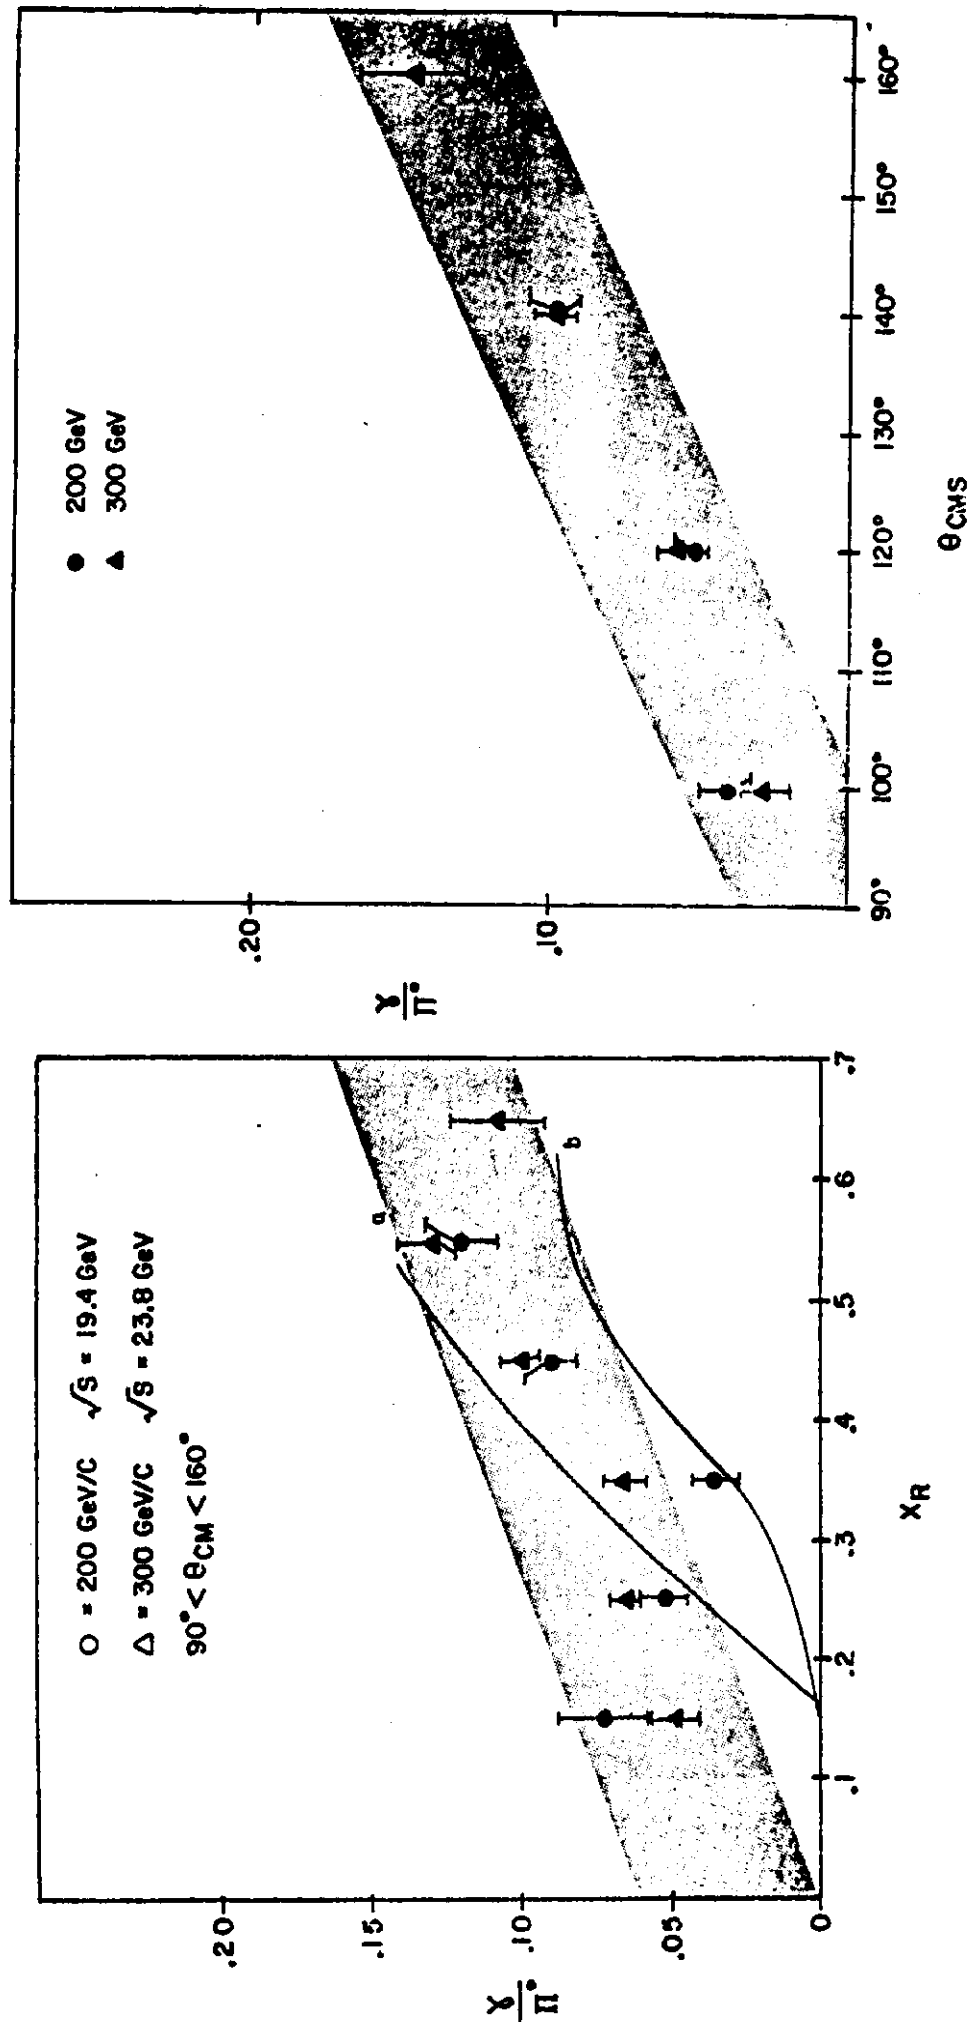 O = 200 GeV/C √S = 19.4 GeV
Δ = 300 GeV/C √S = 23.8 GeV
90° < θCM < 160°
.20
.15
.10
.05
0
γ/π°
a
b
.1 .2 .3 .4 .5 .6 .7
XR
● 200 GeV
▲ 300 GeV
.20
.10
γ/π°
90° 100° 110° 120° 130° 140° 150° 160°
θCMS